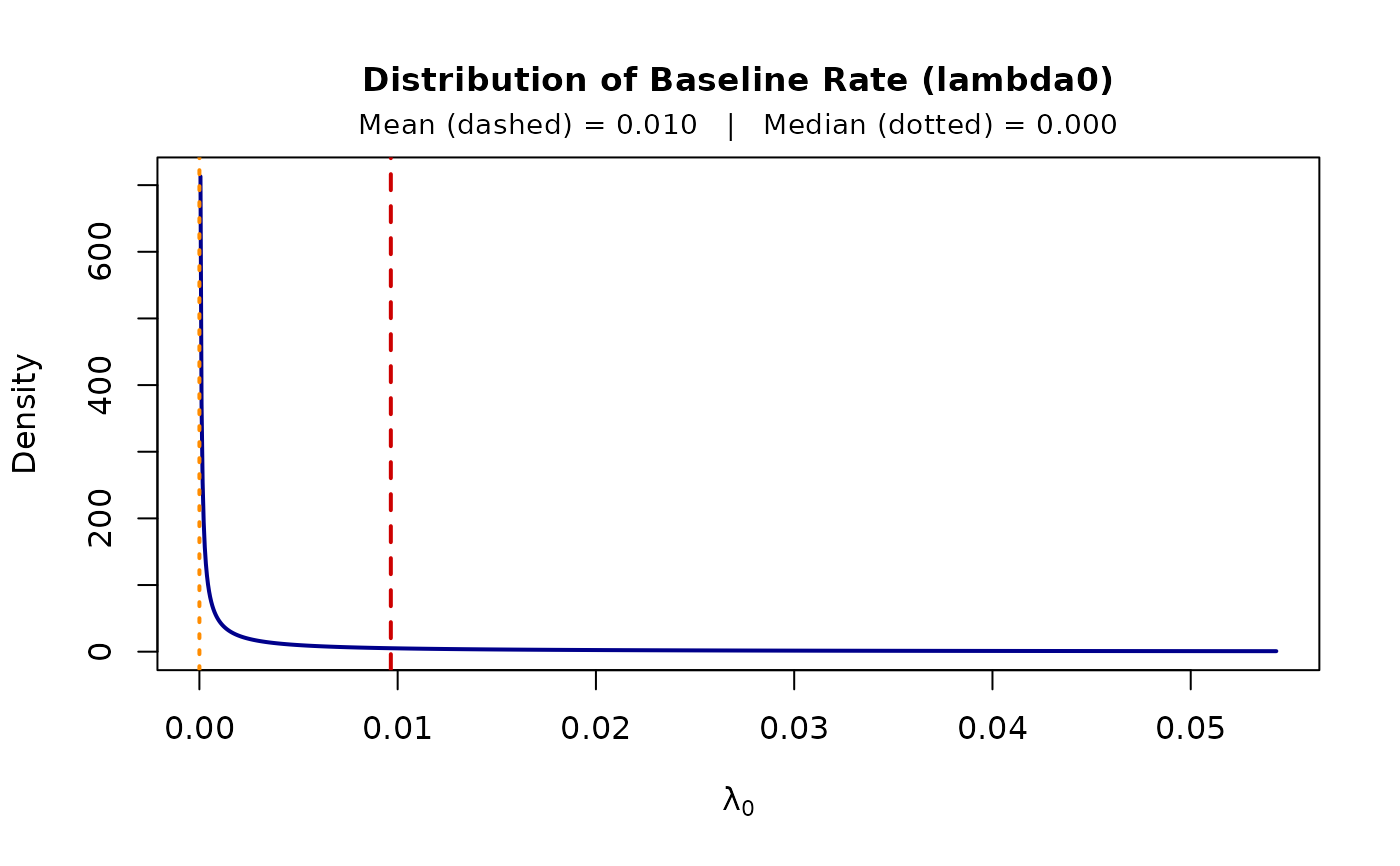 Distribution of Baseline Rate (lambda0)
Mean (dashed) = 0.010 | Median (dotted) = 0.000
Density
600
400
200
0
0.00 0.01 0.02 0.03 0.04 0.05
λ₀